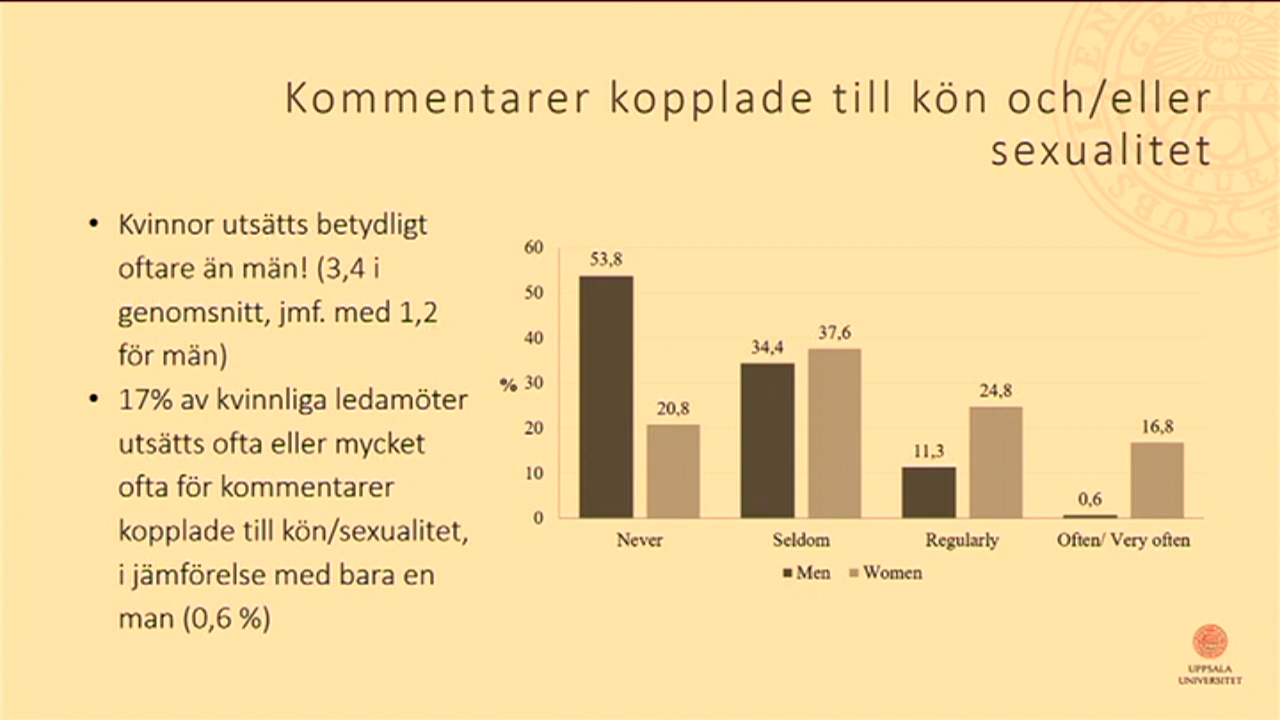 Kommentarer kopplade till kön och/eller
sexualitet
• Kvinnor utsätts betydligt
oftare än män! (3,4 i
genomsnitt, jmf. med 1,2
för män)
• 17% av kvinnliga ledamöter
utsätts ofta eller mycket
ofta för kommentarer
kopplade till kön/sexualitet,
i jämförelse med bara en
man (0,6 %)
60
50
40
30
20
10
0
%
53,8
20,8
34,4
37,6
11,3
24,8
0,6
16,8
Never
Seldom
Regularly
Often/ Very often
Men
Women
UPPSALA
UNIVERSITET